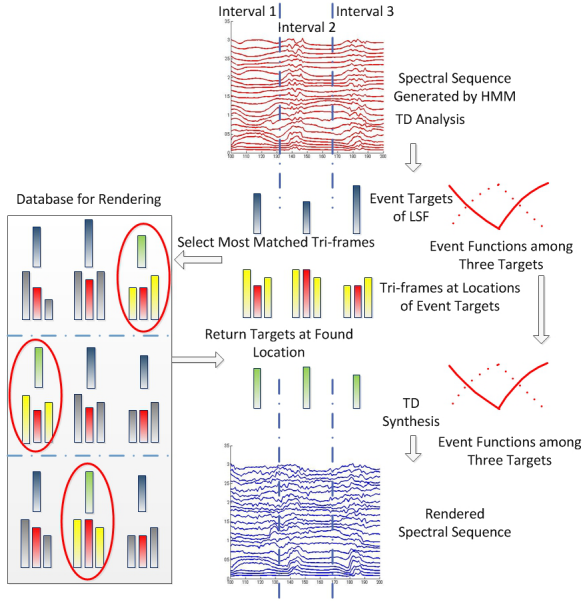 Interval 1
Interval 3
Interval 2
Spectral Sequence
Generated by HMM
TD Analysis
Database for Rendering
Event Targets
of LSF
Select Most Matched Tri-frames
Event Functions among
Three Targets
Tri-frames at Locations
of Event Targets
Return Targets at Found
Location
TD
Synthesis
Event Functions among
Three Targets
Rendered
Spectral Sequence